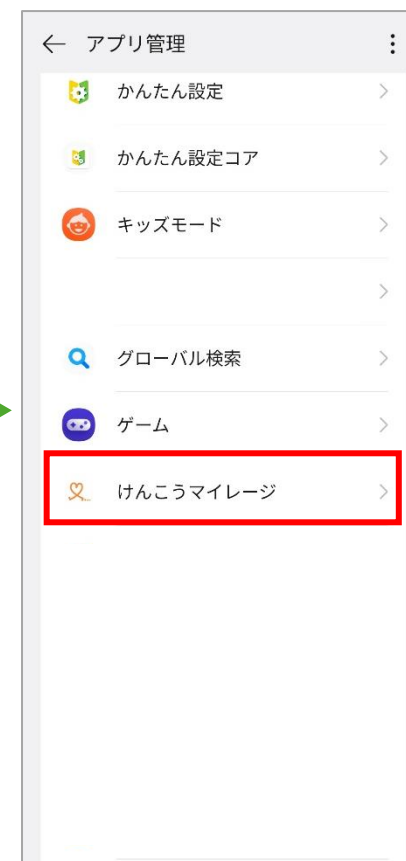 ← アプリ管理
かんたん設定
かんたん設定コア
キッズモード
グローバル検索
ゲーム
けんこうマイレージ